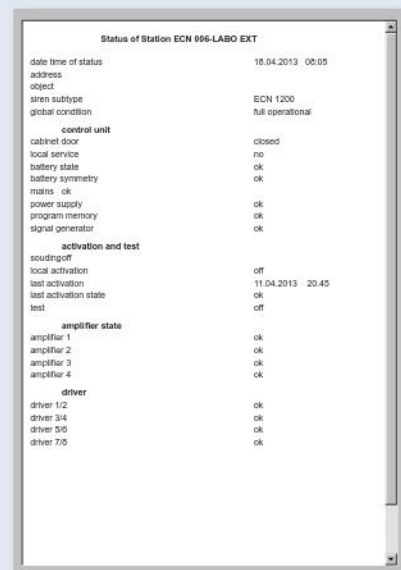 Status of Station ECN 006-LABO EXT
date time of status 18.04.2013 08:05
address
object
siren subtype ECN 1200
global condition full operational
control unit
cabinet door closed
local service no
battery state ok
battery symmetry ok
mains ok
power supply ok
program memory ok
signal generator ok
activation and test
soudingoff
local activation off
last activation 11.04.2013 20.45
last activation state ok
test off
amplifier state
amplifier 1 ok
amplifier 2 ok
amplifier 3 ok
amplifier 4 ok
driver
driver 1/2 ok
driver 3/4 ok
driver 5/6 ok
driver 7/8 ok